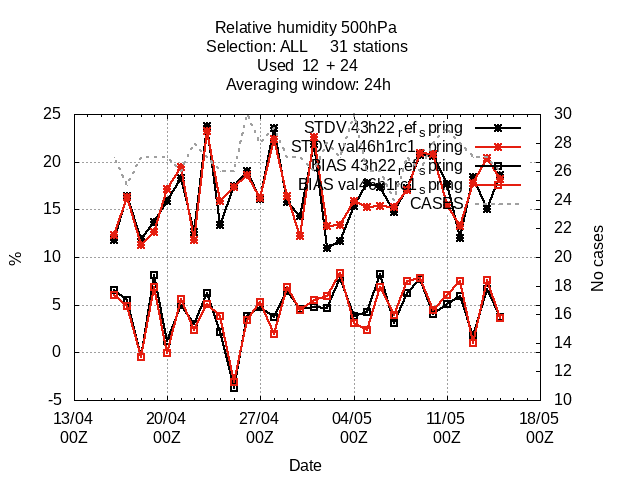 Relative humidity 500hPa
Selection: ALL 31 stations
Used 12 + 24
Averaging window: 24h
STDV 43h22_ref_spring
STDV val46h1rc1_spring
BIAS 43h22_ref_spring
BIAS val46h1rc1_spring
CASES
25
20
15
10
5
0
-5
%
30
28
26
24
22
20
18
16
14
12
10
No cases
13/04 20/04 27/04 04/05 11/05 18/05
00Z 00Z 00Z 00Z 00Z 00Z
Date